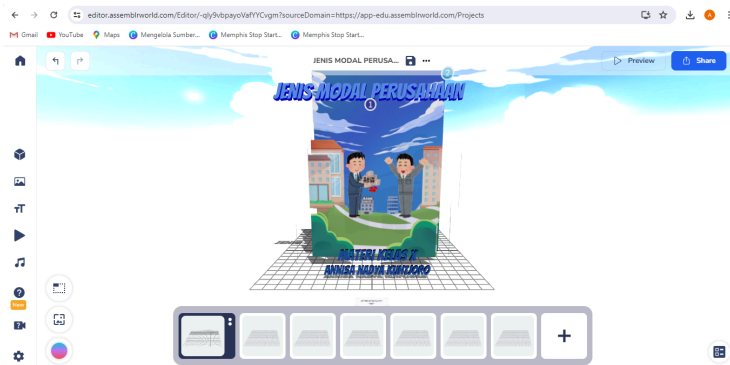 editor.assemblrworld.com/Editor/-qly9vbpayoVafYYCvgm?sourceDomain=https://app-edu.assemblrworld.com/Projects
Gmail
YouTube
Maps
Mengelola Sumber...
Memphis Stop Start...
Memphis Stop Start...
JENIS MODAL PERUSA...
Preview
Share
JENIS MODAL PERUSAHAAN
1
MATERI KELAS X
ANNISA NADYA KUNTJORO
New